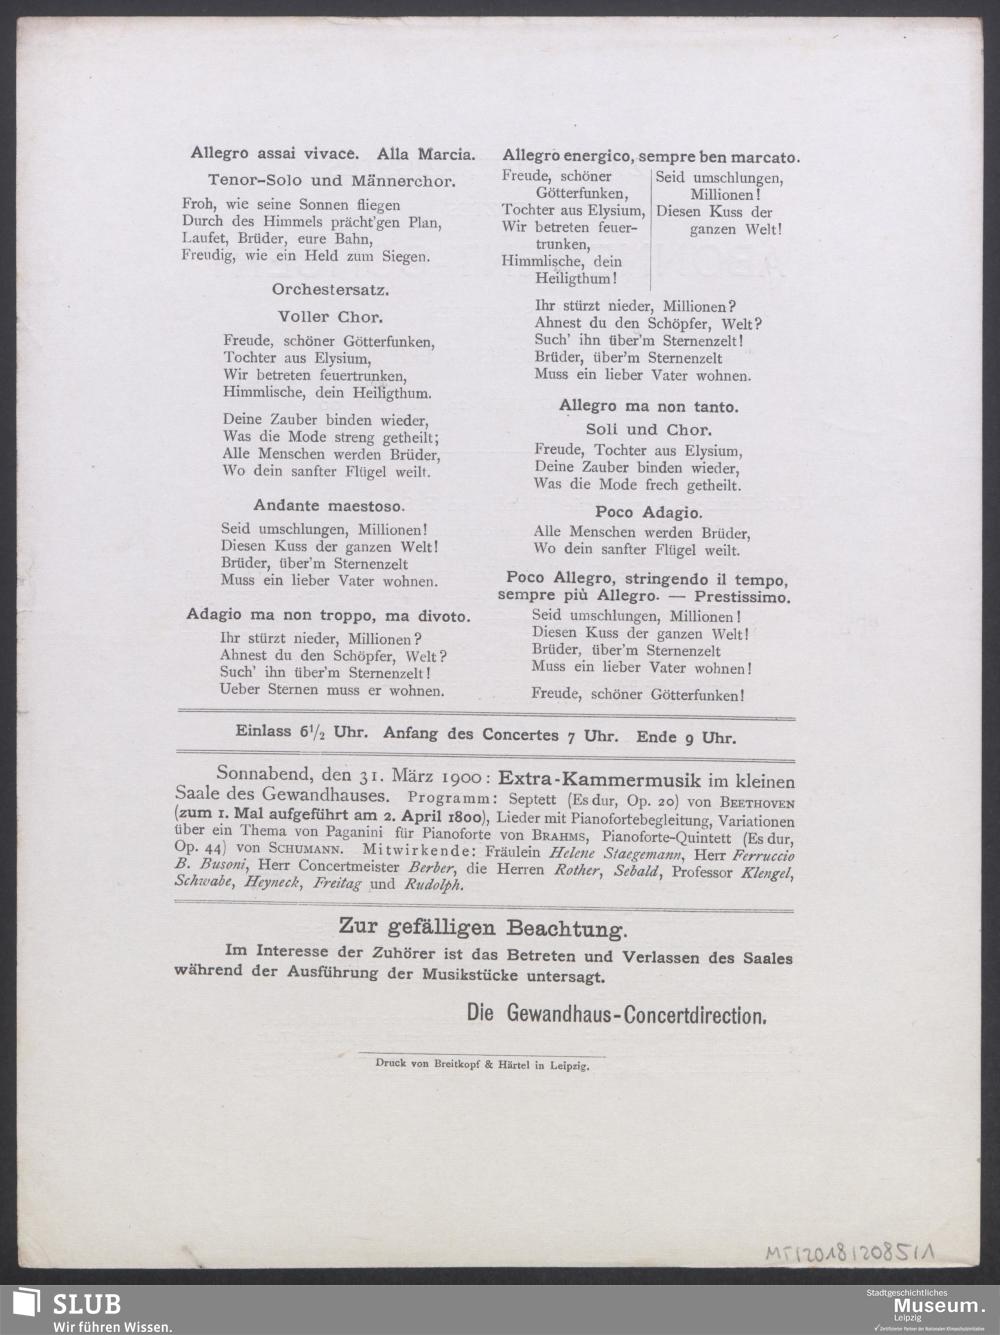 Allegro assai vivace. Alla Marcia.
Tenor-Solo und Männerchor.
Froh, wie seine Sonnen fliegen
Durch des Himmels prächt'gen Plan,
Laufet, Brüder, eure Bahn,
Freudig, wie ein Held zum Siegen.
Orchestersatz.
Voller Chor.
Freude, schöner Götterfunken,
Tochter aus Elysium,
Wir betreten feuertrunken,
Himmlische, dein Heiligthum.
Deine Zauber binden wieder,
Was die Mode streng getheilt;
Alle Menschen werden Brüder,
Wo dein sanfter Flügel weilt.
Andante maestoso.
Seid umschlungen, Millionen!
Diesen Kuss der ganzen Welt!
Brüder, über'm Sternenzelt
Muss ein lieber Vater wohnen.
Adagio ma non troppo, ma divoto.
Ihr stürzt nieder, Millionen?
Ahnest du den Schöpfer, Welt?
Such' ihn über'm Sternenzelt!
Ueber Sternen muss er wohnen.
Allegro energico, sempre ben marcato.
Freude, schöner
Götterfunken,
Tochter aus Elysium,
Wir betreten feuer-
trunken,
Himmlische, dein
Heiligthum!
Seid umschlungen,
Millionen!
Diesen Kuss der
ganzen Welt!
Ihr stürzt nieder, Millionen?
Ahnest du den Schöpfer, Welt?
Such' ihn über'm Sternenzelt!
Brüder, über'm Sternenzelt
Muss ein lieber Vater wohnen.
Allegro ma non tanto.
Soli und Chor.
Freude, Tochter aus Elysium,
Deine Zauber binden wieder,
Was die Mode frech getheilt.
Poco Adagio.
Alle Menschen werden Brüder,
Wo dein sanfter Flügel weilt.
Poco Allegro, stringendo il tempo,
sempre più Allegro. — Prestissimo.
Seid umschlungen, Millionen!
Diesen Kuss der ganzen Welt!
Brüder, über'm Sternenzelt
Muss ein lieber Vater wohnen!
Freude, schöner Götterfunken!
Einlass 6½ Uhr. Anfang des Concertes 7 Uhr. Ende 9 Uhr.
Sonnabend, den 31. März 1900: Extra-Kammermusik im kleinen
Saale des Gewandhauses. Programm: Septett (Es dur, Op. 20) von BEETHOVEN
(zum 1. Mal aufgeführt am 2. April 1800), Lieder mit Pianofortebegleitung, Variationen
über ein Thema von Paganini für Pianoforte von BRAHMS, Pianoforte-Quintett (Es dur,
Op. 44) von SCHUMANN. Mitwirkende: Fräulein Helene Staegemann, Herr Ferruccio
B. Busoni, Herr Concertmeister Berber, die Herren Rother, Sebald, Professor Klengel,
Schwabe, Heyneck, Freitag und Rudolph.
Zur gefälligen Beachtung.
Im Interesse der Zuhörer ist das Betreten und Verlassen des Saales
während der Ausführung der Musikstücke untersagt.
Die Gewandhaus-Concertdirection.
Druck von Breitkopf & Härtel in Leipzig.
MT/2018/2085/1
SLUB
Wir führen Wissen.
Stadtgeschichtliches
Museum.
Leipzig
Zertifizierter Partner der Nationalen Klimaschutzinitiative